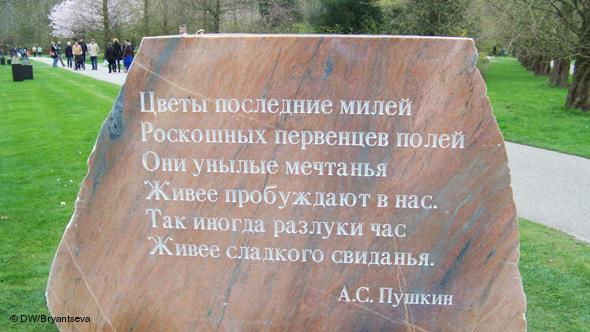 Цветы последние милей
Роскошных первенцев полей
Они унылые мечтанья
Живее пробуждают в нас.
Так иногда разлуки час
Живее сладкого свиданья.
А.С. Пушкин
© DW/Bryantseva